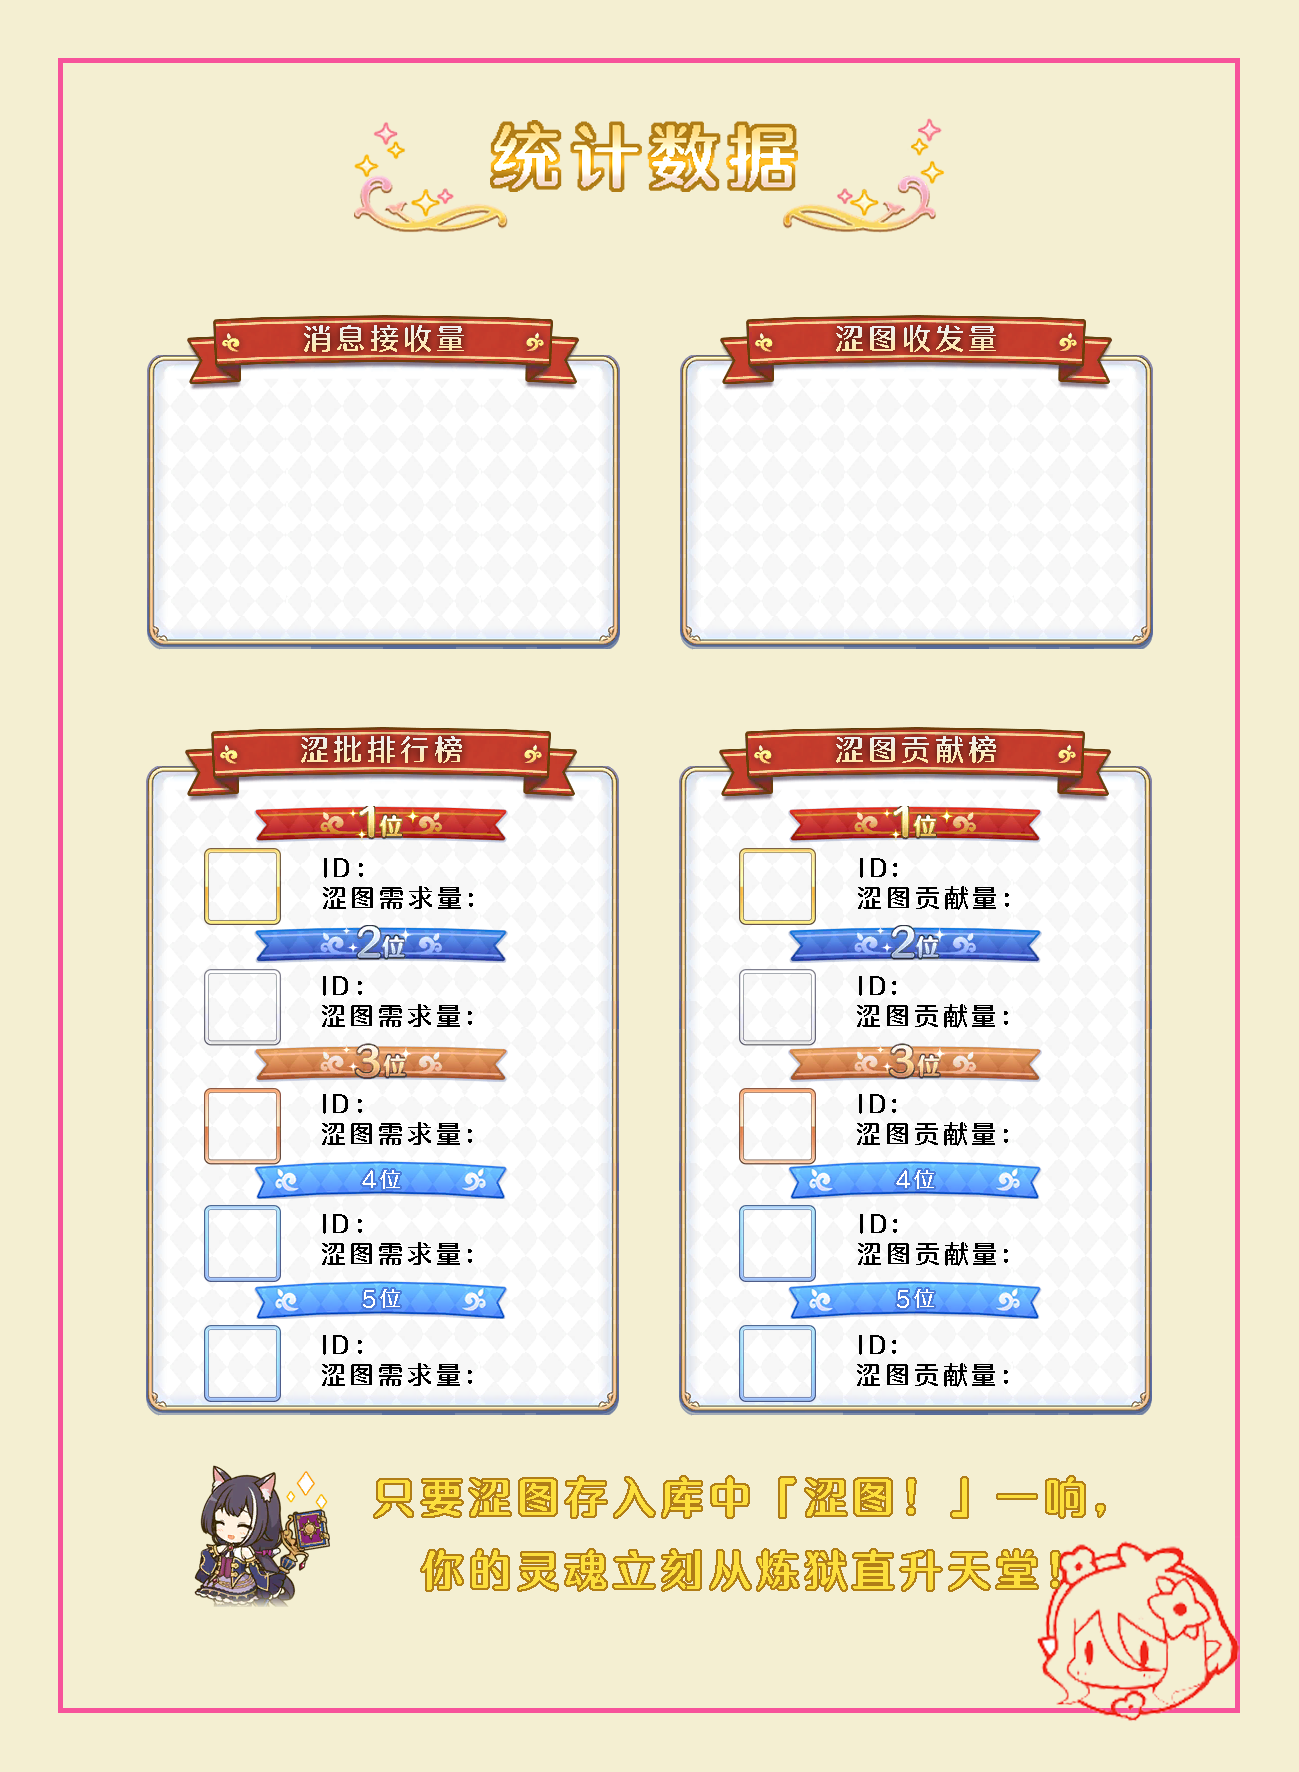 统计数据
消息接收量
涩图收发量
涩批排行榜
1位
ID：
涩图需求量：
2位
ID：
涩图需求量：
3位
ID：
涩图需求量：
4位
ID：
涩图需求量：
5位
ID：
涩图需求量：
涩图贡献榜
1位
ID：
涩图贡献量：
2位
ID：
涩图贡献量：
3位
ID：
涩图贡献量：
4位
ID：
涩图贡献量：
5位
ID：
涩图贡献量：
只要涩图存入库中「涩图！」一响，
你的灵魂立刻从炼狱直升天堂！